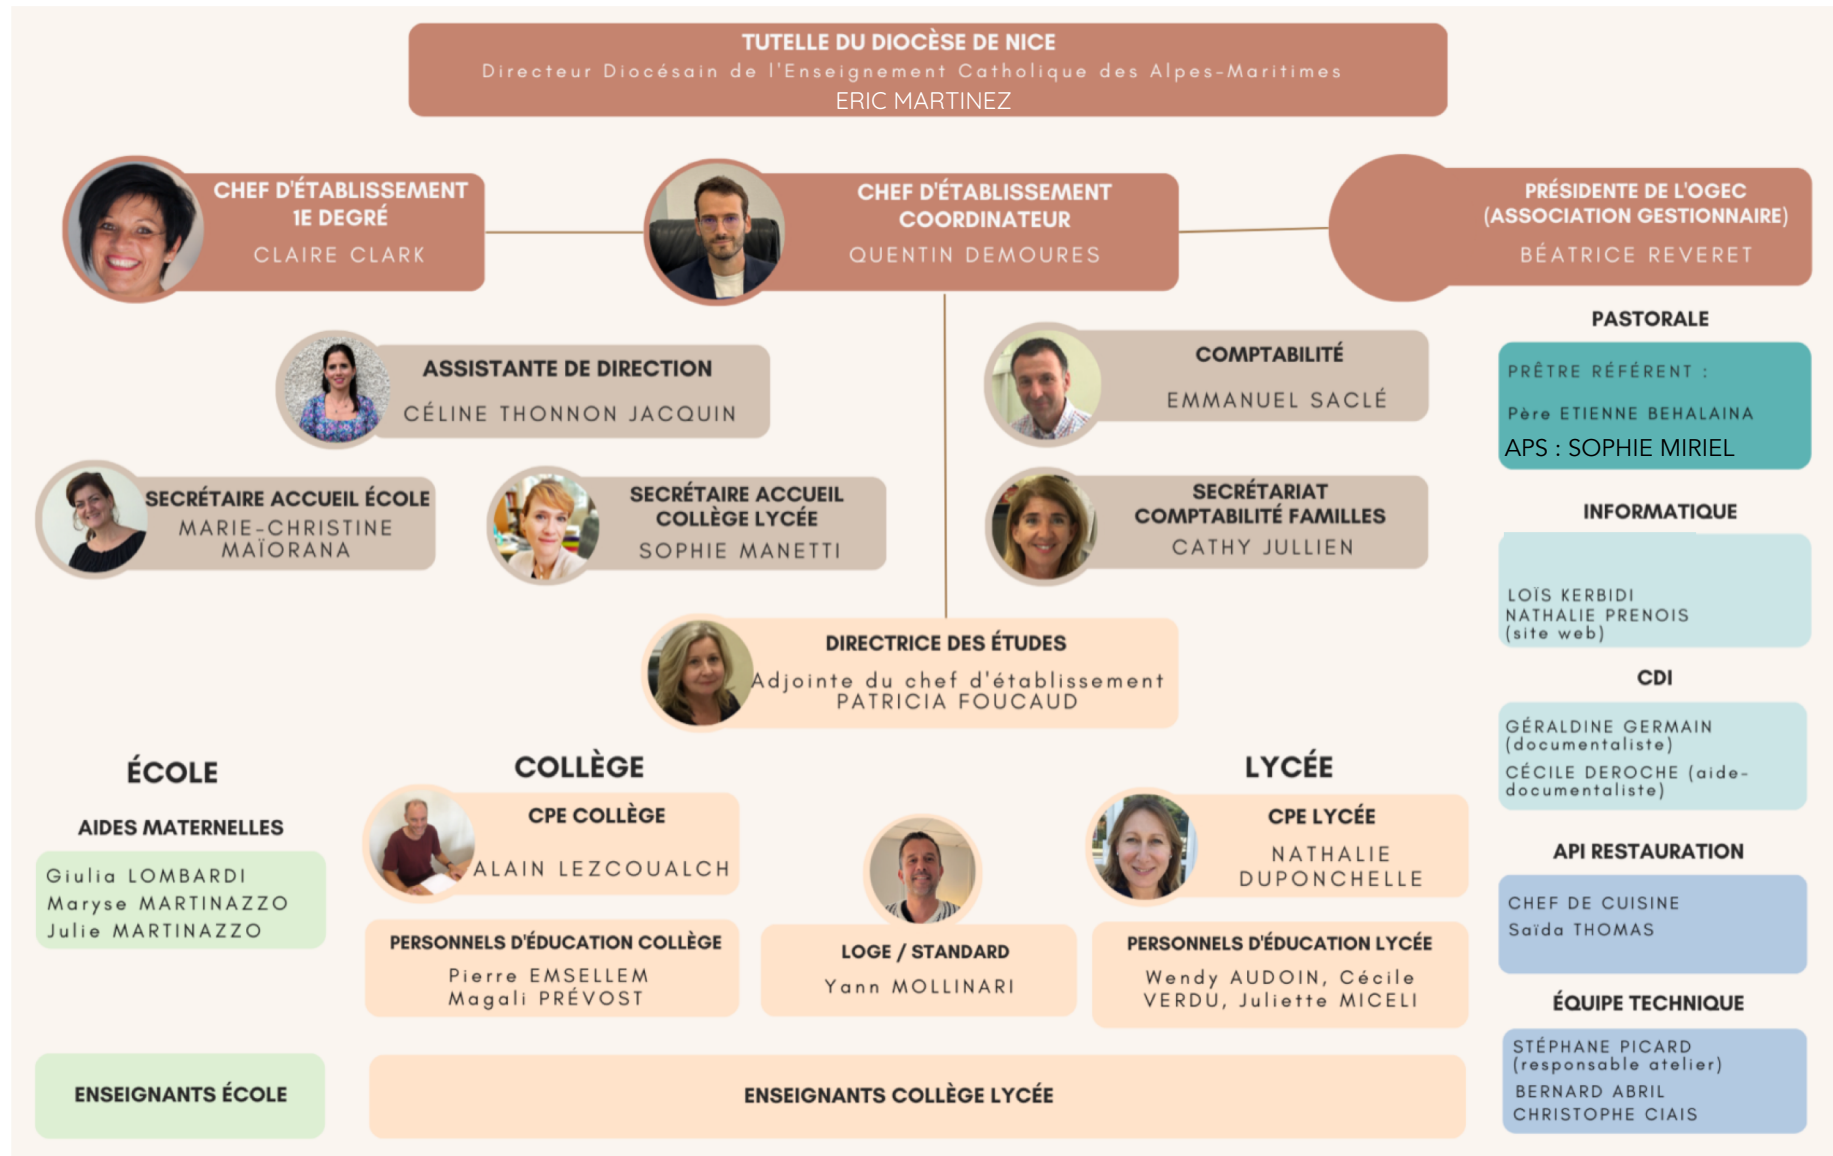 TUTELLE DU DIOCÈSE DE NICE
Directeur Diocésain de l'Enseignement Catholique des Alpes-Maritimes
ERIC MARTINEZ
CHEF D'ÉTABLISSEMENT
1E DEGRÉ
CLAIRE CLARK
CHEF D'ÉTABLISSEMENT
COORDINATEUR
QUENTIN DEMOURES
PRÉSIDENTE DE L'OGEC
(ASSOCIATION GESTIONNAIRE)
BÉATRICE REVERET
ASSISTANTE DE DIRECTION
CÉLINE THONNON JACQUIN
COMPTABILITÉ
EMMANUEL SACLÉ
SECRÉTAIRE ACCUEIL ÉCOLE
MARIE-CHRISTINE
MAÏORANA
SECRÉTAIRE ACCUEIL
COLLÈGE LYCÉE
SOPHIE MANETTI
SECRÉTARIAT
COMPTABILITÉ FAMILLES
CATHY JULLIEN
DIRECTRICE DES ÉTUDES
Adjointe du chef d'établissement
PATRICIA FOUCAUD
PASTORALE
PRÊTRE RÉFÉRENT :
Père ETIENNE BEHALAINA
APS : SOPHIE MIRIEL
INFORMATIQUE
LOÏS KERBIDI
NATHALIE PRENOIS
(site web)
CDI
GÉRALDINE GERMAIN
(documentaliste)
CÉCILE DEROCHE (aide-
documentaliste)
API RESTAURATION
CHEF DE CUISINE
Saïda THOMAS
ÉQUIPE TECHNIQUE
STÉPHANE PICARD
(responsable atelier)
BERNARD ABRIL
CHRISTOPHE CIAIS
ÉCOLE
AIDES MATERNELLES
Giulia LOMBARDI
Maryse MARTINAZZO
Julie MARTINAZZO
ENSEIGNANTS ÉCOLE
COLLÈGE
CPE COLLÈGE
ALAIN LEZCOUALCH
PERSONNELS D'ÉDUCATION COLLÈGE
Pierre EMSELLEM
Magali PRÉVOST
LOGE / STANDARD
Yann MOLLINARI
LYCÉE
CPE LYCÉE
NATHALIE
DUPONCHELLE
PERSONNELS D'ÉDUCATION LYCÉE
Wendy AUDOIN, Cécile
VERDU, Juliette MICELI
ENSEIGNANTS COLLÈGE LYCÉE